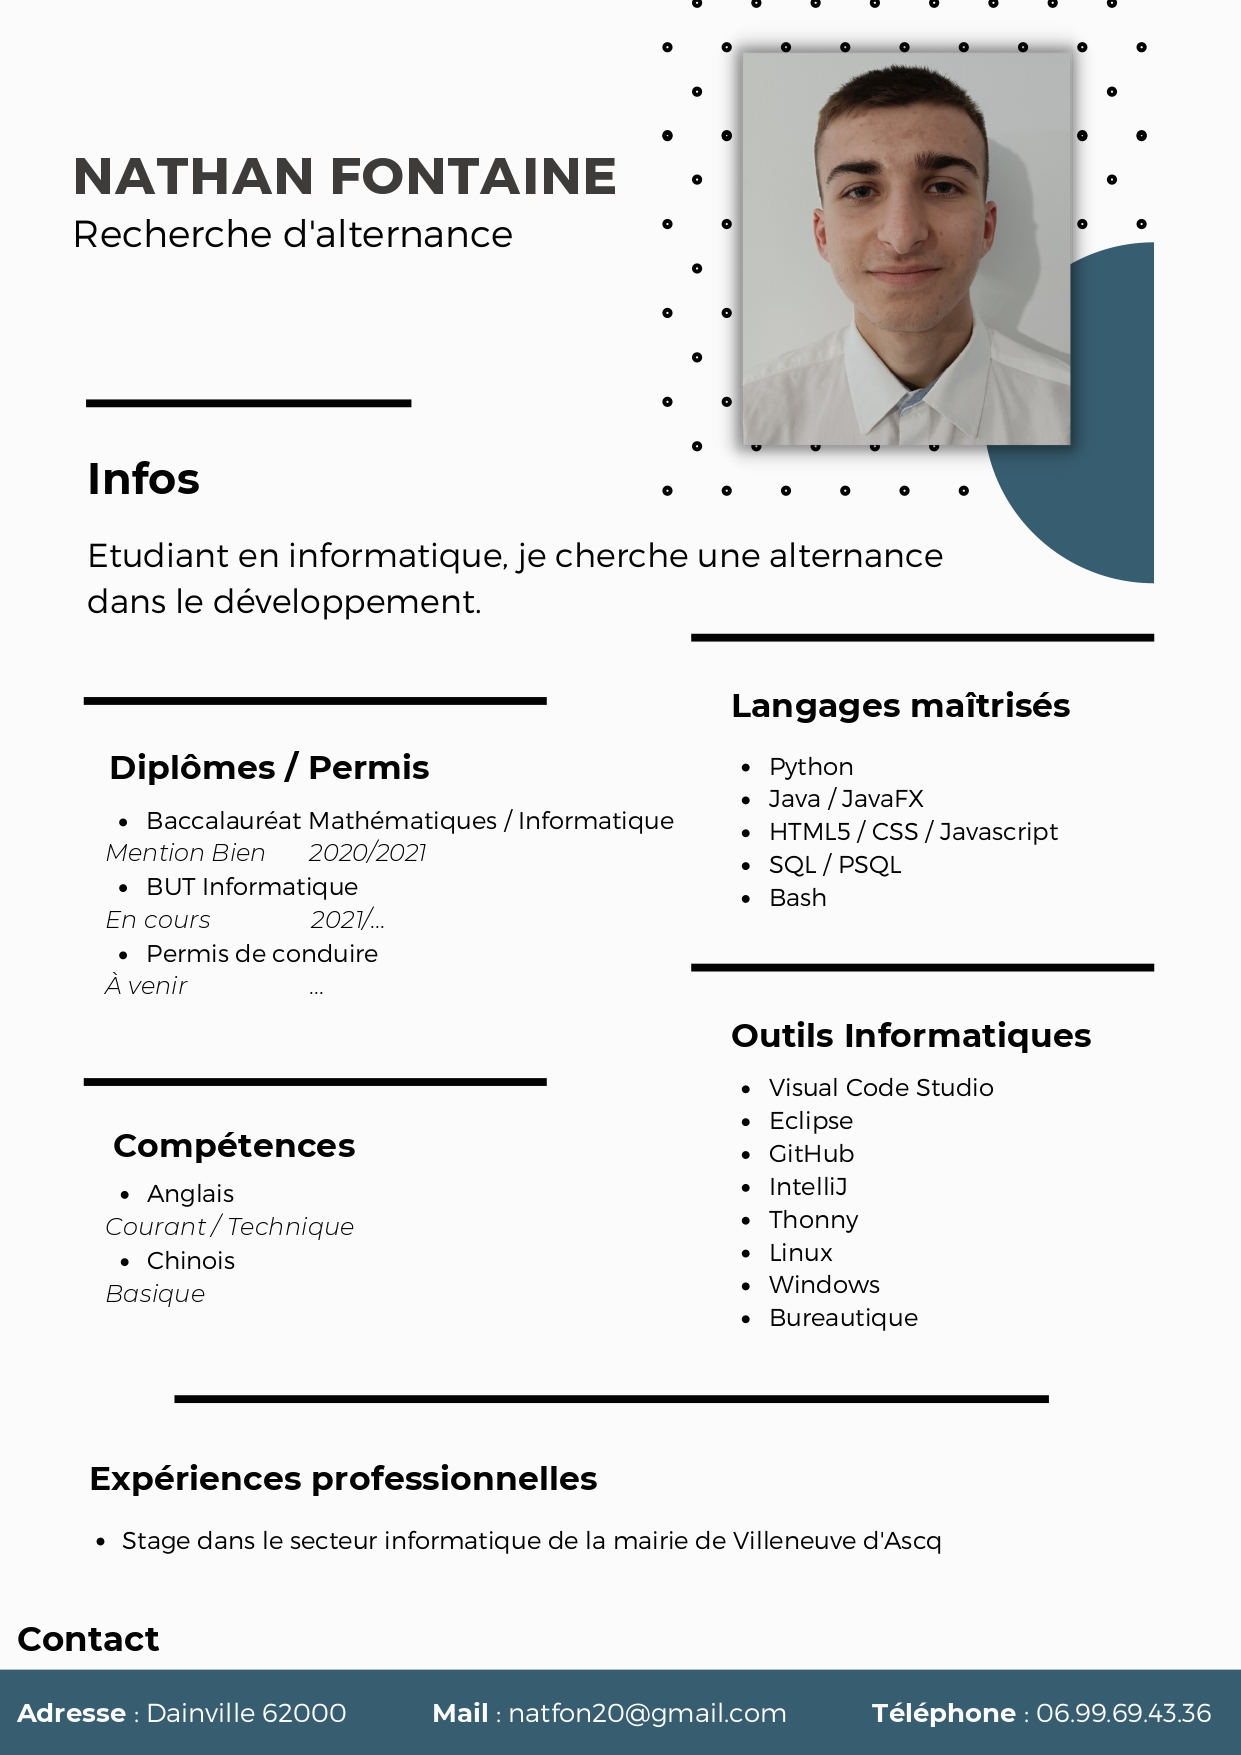 NATHAN FONTAINE
Recherche d'alternance
Infos
Etudiant en informatique, je cherche une alternance
dans le développement.
Diplômes / Permis
• Baccalauréat Mathématiques / Informatique
Mention Bien 2020/2021
• BUT Informatique
En cours 2021/...
• Permis de conduire
À venir ...
Compétences
• Anglais
Courant / Technique
• Chinois
Basique
Langages maîtrisés
• Python
• Java / JavaFX
• HTML5 / CSS / Javascript
• SQL / PSQL
• Bash
Outils Informatiques
• Visual Code Studio
• Eclipse
• GitHub
• IntelliJ
• Thonny
• Linux
• Windows
• Bureautique
Expériences professionnelles
• Stage dans le secteur informatique de la mairie de Villeneuve d'Ascq
Contact
Adresse : Dainville 62000 Mail : natfon20@gmail.com Téléphone : 06.99.69.43.36